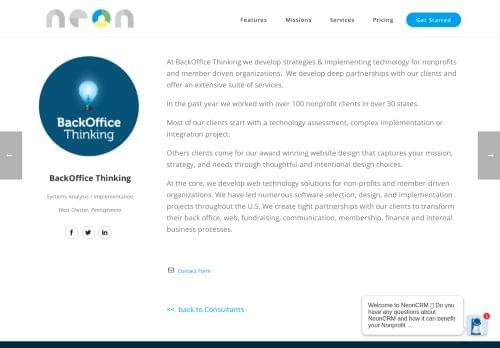 neon
Features
Missions
Services
Pricing
Get Started
BackOffice
Thinking
BackOffice Thinking
Systems Analysis / Implementation
West Chester, Pennsylvania
At BackOffice Thinking we develop strategies & implementing technology for nonprofits
and member driven organizations.  We develop deep partnerships with our clients and
offer an extensive suite of services.
In the past year we worked with over 100 nonprofit clients in over 30 states.
Most of our clients start with a technology assessment, complex implementation or
integration project.
Others clients come for our award winning website design that captures your mission,
strategy, and needs through thoughtful and intentional design choices.
At the core, we develop web technology solutions for non-profits and member-driven
organizations. We have led numerous software selection, design, and implementation
projects throughout the U.S. We create tight partnerships with our clients to transform
their back office, web, fundraising, communication, membership, finance and internal
business processes.
Contact Form
<< back to Consultants
Welcome to NeonCRM ▯ Do you
have any questions about
NeonCRM and how it can benefit
your Nonprofit ...
1